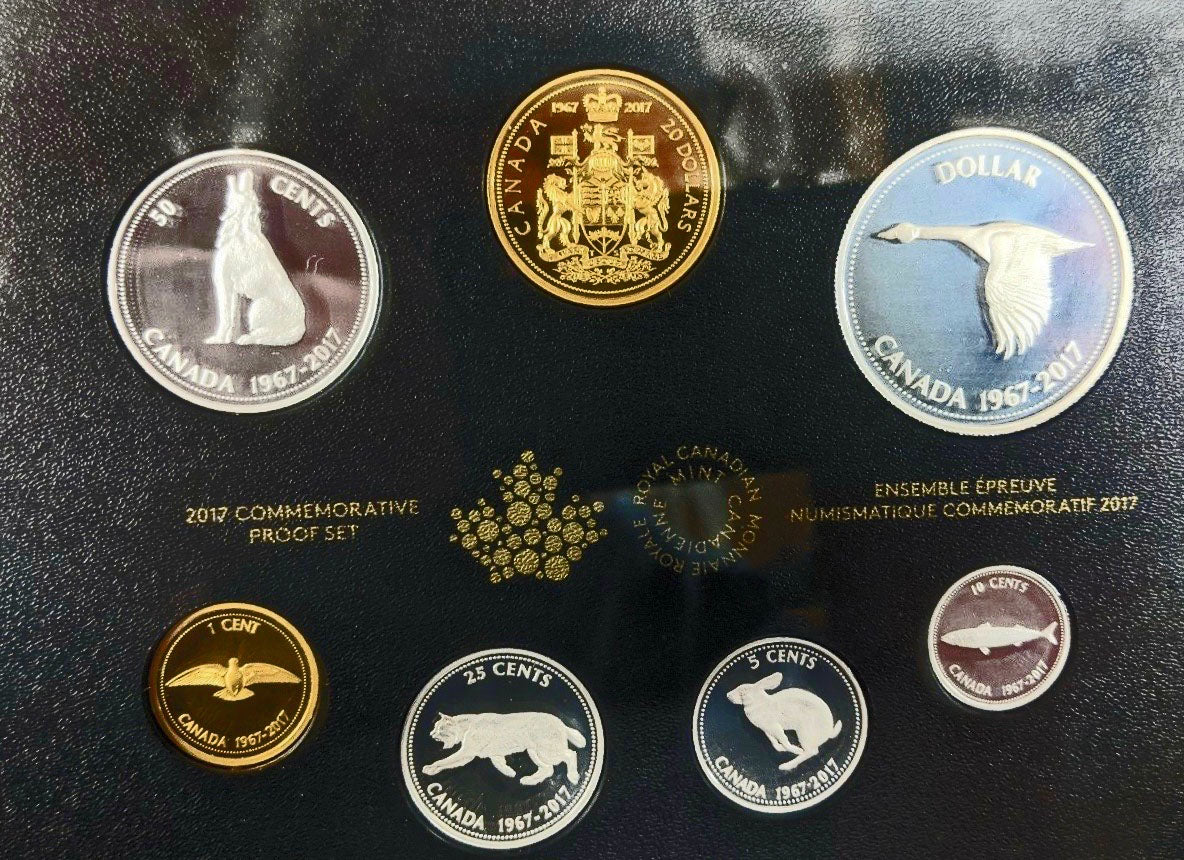 1967 2017
CANADA
20 DOLLARS
50 CENTS
CANADA 1967-2017
DOLLAR
CANADA 1967-2017
2017 COMMEMORATIVE
PROOF SET
ROYAL CANADIAN MINT
MONNAIE ROYALE CANADIENNE
ENSEMBLE ÉPREUVE
NUMISMATIQUE COMMEMORATIF 2017
1 CENT
CANADA 1967-2017
25 CENTS
CANADA 1967-2017
5 CENTS
CANADA 1967-2017
10 CENTS
CANADA 1967-2017